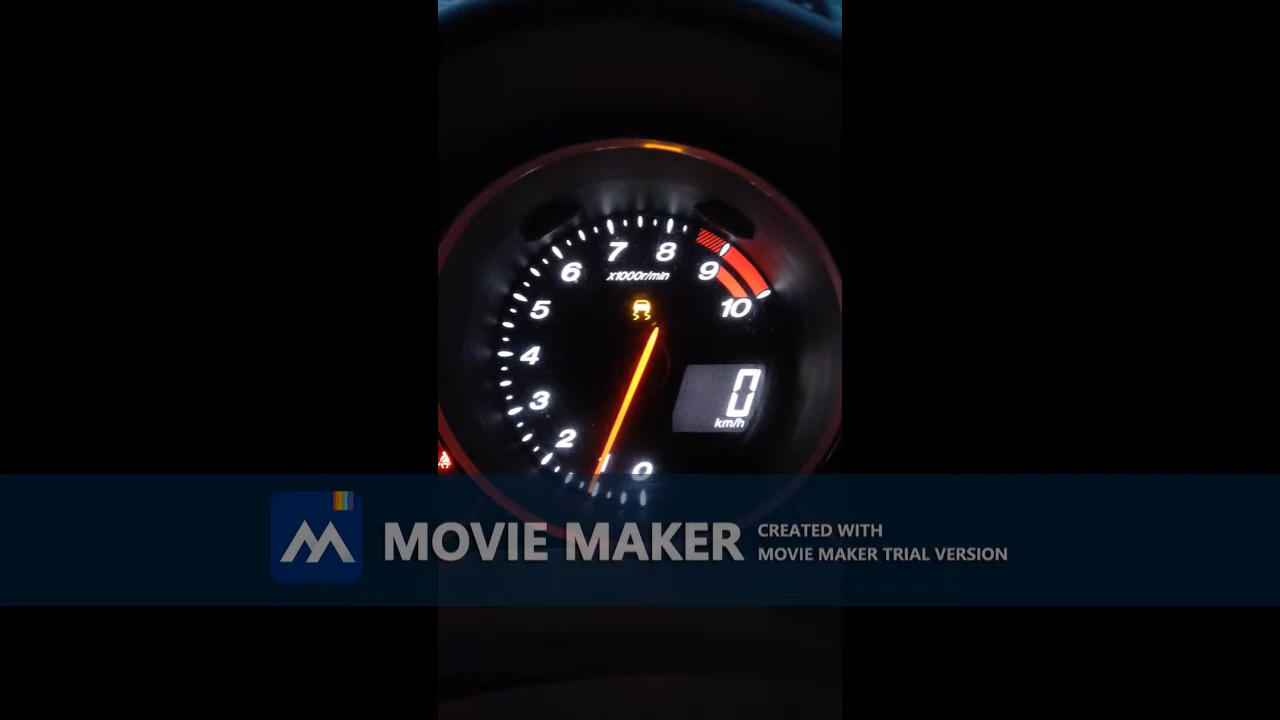 7 8
6 9
x1000r/min
5 10
4
3 0
km/h
2
1 0
MOVIE MAKER
CREATED WITH
MOVIE MAKER TRIAL VERSION